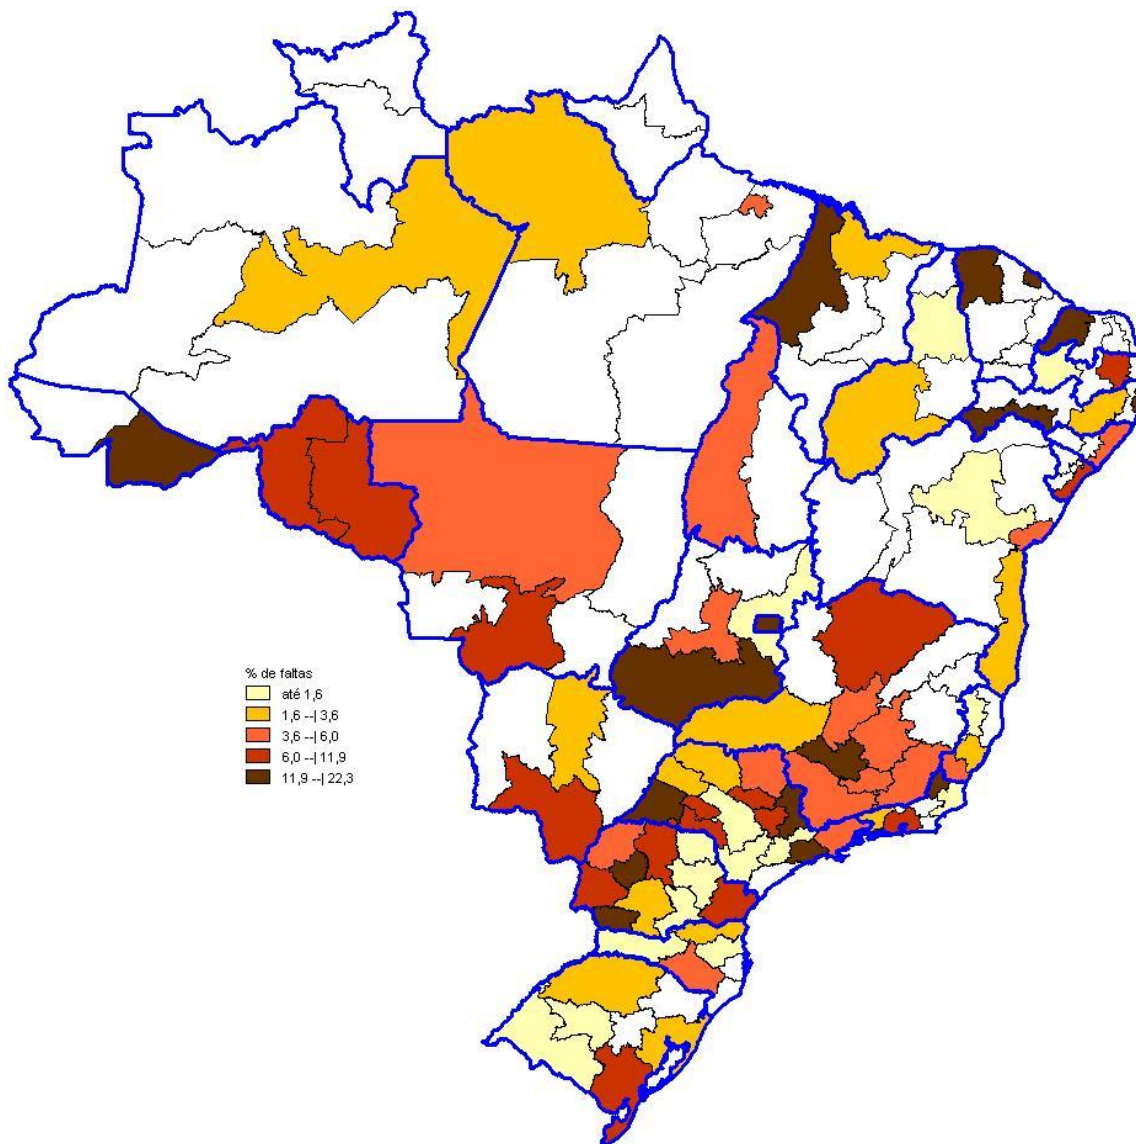 % de faltas
até 1,6
1,6 --| 3,6
3,6 --| 6,0
6,0 --| 11,9
11,9 --| 22,3